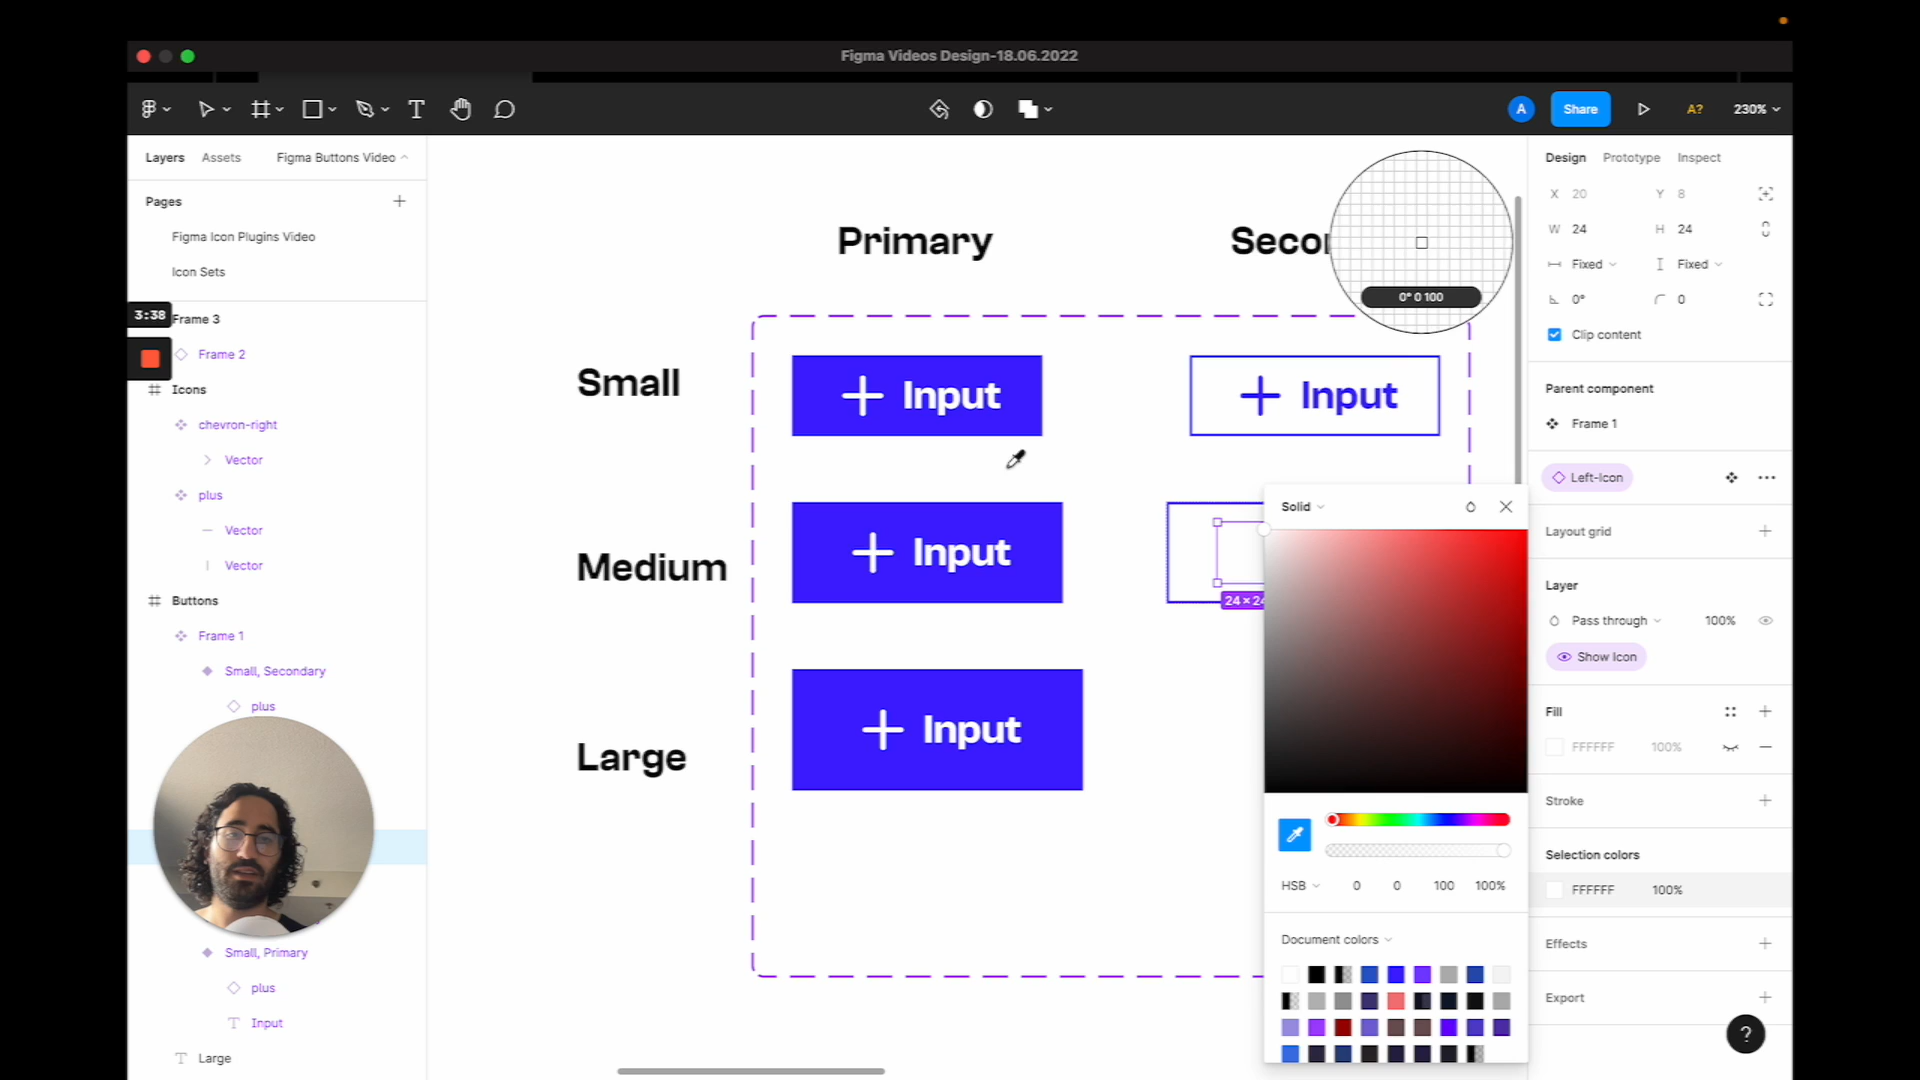 Figma Videos Design-18.06.2022
A
Share
A?
230%
Layers
Assets
Figma Buttons Video
Pages
Figma Icon Plugins Video
Icon Sets
3:38
Frame 3
Frame 2
Icons
chevron-right
Vector
plus
Vector
Vector
Buttons
Frame 1
Small, Secondary
plus
Small, Primary
plus
Input
Large
Primary
Secon
0° 0 100
Small
Input
Input
Medium
Input
24 × 24
Large
Input
Solid
HSB
0
0
100
100%
Document colors
Design
Prototype
Inspect
X 20
Y 8
W 24
H 24
Fixed
Fixed
0°
0
Clip content
Parent component
Frame 1
Left-Icon
Layout grid
Layer
Pass through
100%
Show Icon
Fill
FFFFFF
100%
Stroke
Selection colors
FFFFFF
100%
Effects
Export
?